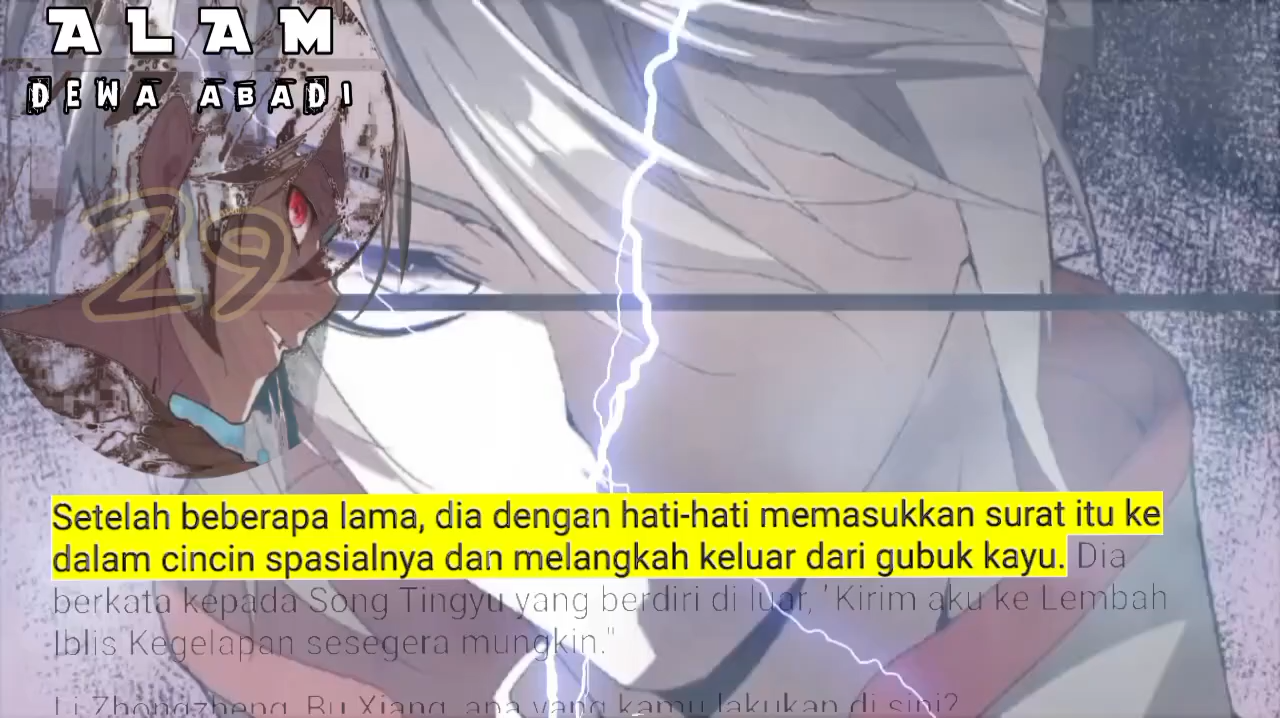 ALAM
DEWA ABADI
29
Setelah beberapa lama, dia dengan hati-hati memasukkan surat itu ke
dalam cincin spasialnya dan melangkah keluar dari gubuk kayu. Dia
berkata kepada Song Tingyu yang berdiri di luar, "Kirim aku ke Lembah
Iblis Kegelapan sesegera mungkin."
Li Zhongzheng, Bu Xiang, apa yang kamu lakukan di sini?